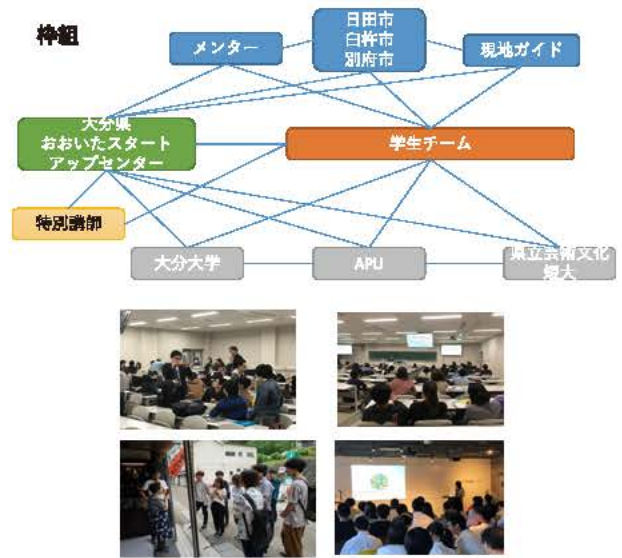 枠組
メンター
日田市
臼杵市
別府市
現地ガイド
大分県
おおいたスタート
アップセンター
学生チーム
特別講師
大分大学
APU
県立芸術文化
短大